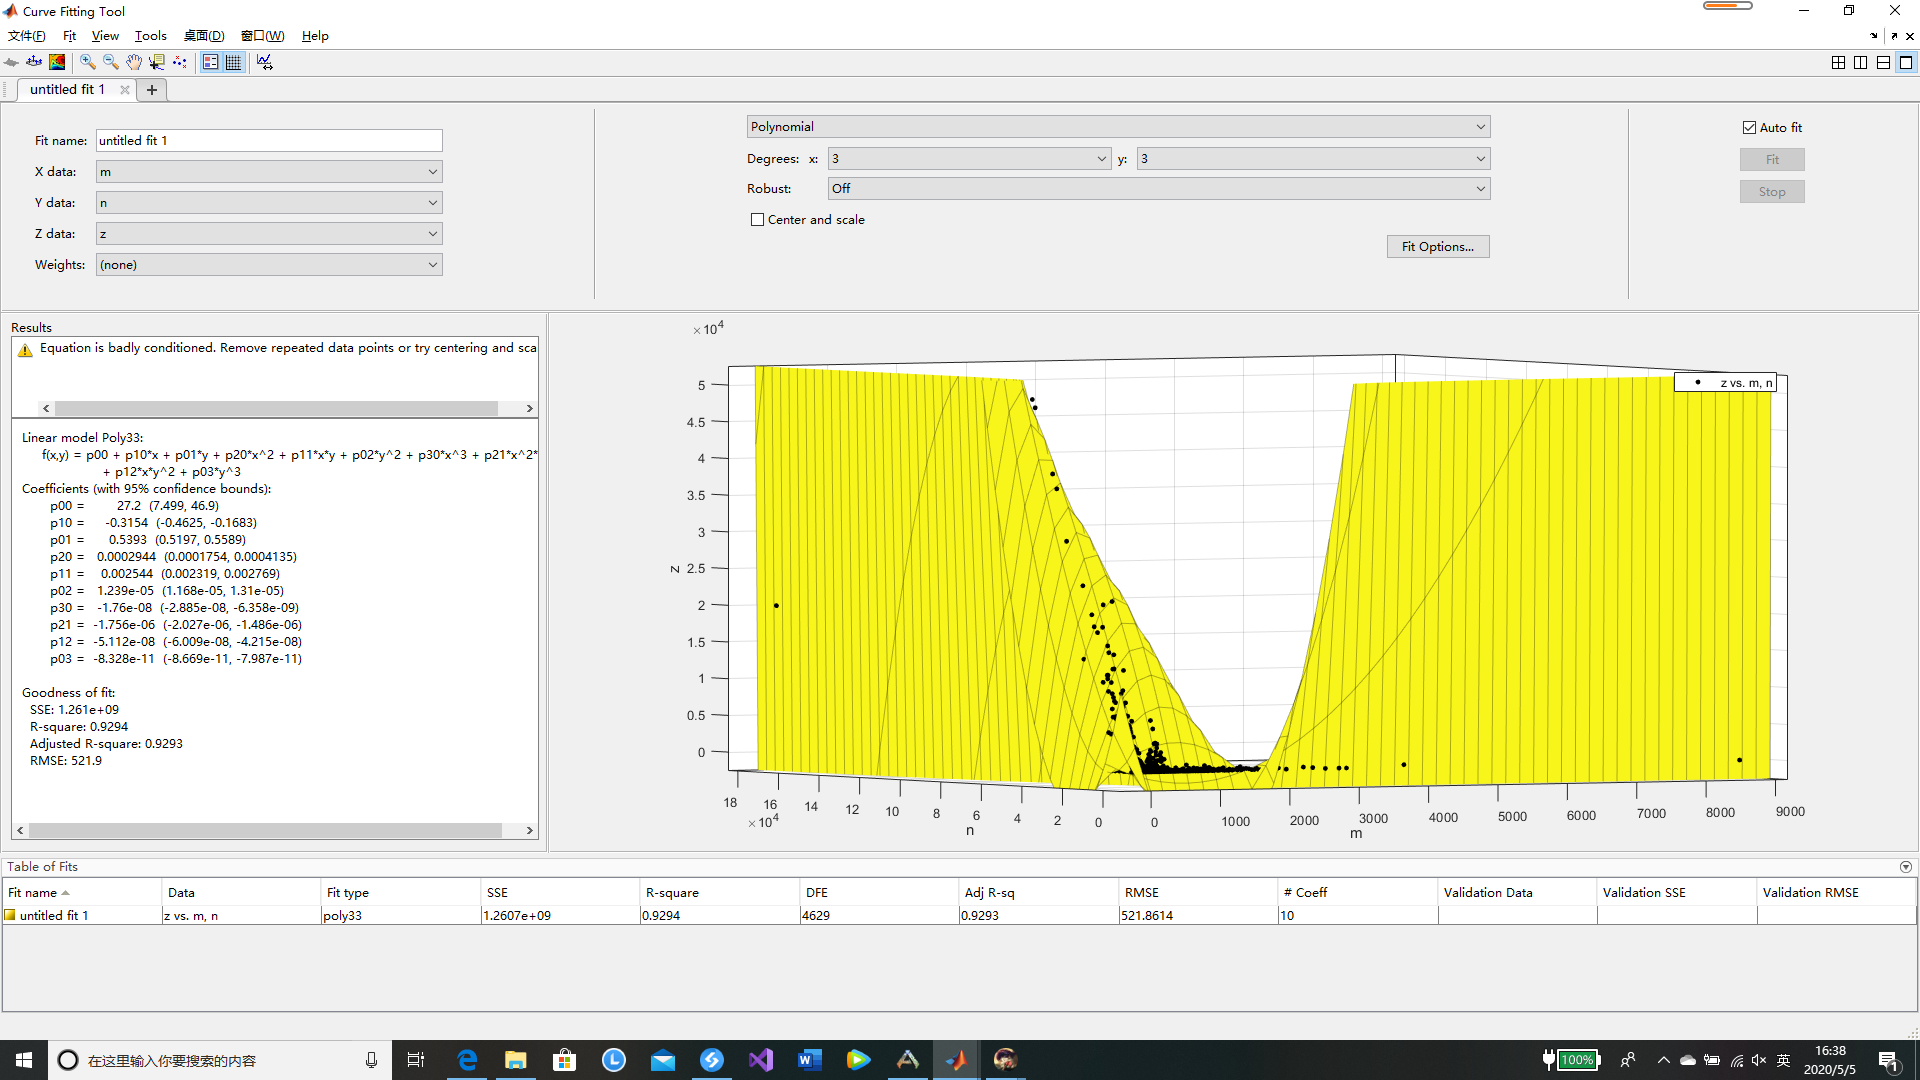 Curve Fitting Tool
文件(F) Fit View Tools 桌面(D) 窗口(W) Help
untitled fit 1
Fit name: untitled fit 1
X data: m
Y data: n
Z data: z
Weights: (none)
Polynomial
Degrees: x: 3 y: 3
Robust: Off
Center and scale
Fit Options...
Auto fit
Fit
Stop
Results
Equation is badly conditioned. Remove repeated data points or try centering and sca
Linear model Poly33:
f(x,y) = p00 + p10*x + p01*y + p20*x^2 + p11*x*y + p02*y^2 + p30*x^3 + p21*x^2*
+ p12*x*y^2 + p03*y^3
Coefficients (with 95% confidence bounds):
p00 = 27.2 (7.499, 46.9)
p10 = -0.3154 (-0.4625, -0.1683)
p01 = 0.5393 (0.5197, 0.5589)
p20 = 0.0002944 (0.0001754, 0.0004135)
p11 = 0.002544 (0.002319, 0.002769)
p02 = 1.239e-05 (1.168e-05, 1.31e-05)
p30 = -1.76e-08 (-2.885e-08, -6.358e-09)
p21 = -1.756e-06 (-2.027e-06, -1.486e-06)
p12 = -5.112e-08 (-6.009e-08, -4.215e-08)
p03 = -8.328e-11 (-8.669e-11, -7.987e-11)
Goodness of fit:
SSE: 1.261e+09
R-square: 0.9294
Adjusted R-square: 0.9293
RMSE: 521.9
×10^4
5
4.5
4
3.5
3
2.5
2
1.5
1
0.5
0
z
z vs. m, n
18 16 14 12 10 8 6 4 2 0
×10^4
n
0 1000 2000 3000 4000 5000 6000 7000 8000 9000
m
Table of Fits
Fit name Data Fit type SSE R-square DFE Adj R-sq RMSE # Coeff Validation Data Validation SSE Validation RMSE
untitled fit 1 z vs. m, n poly33 1.2607e+09 0.9294 4629 0.9293 521.8614 10
在这里输入你要搜索的内容
100%
英
16:38
2020/5/5
1